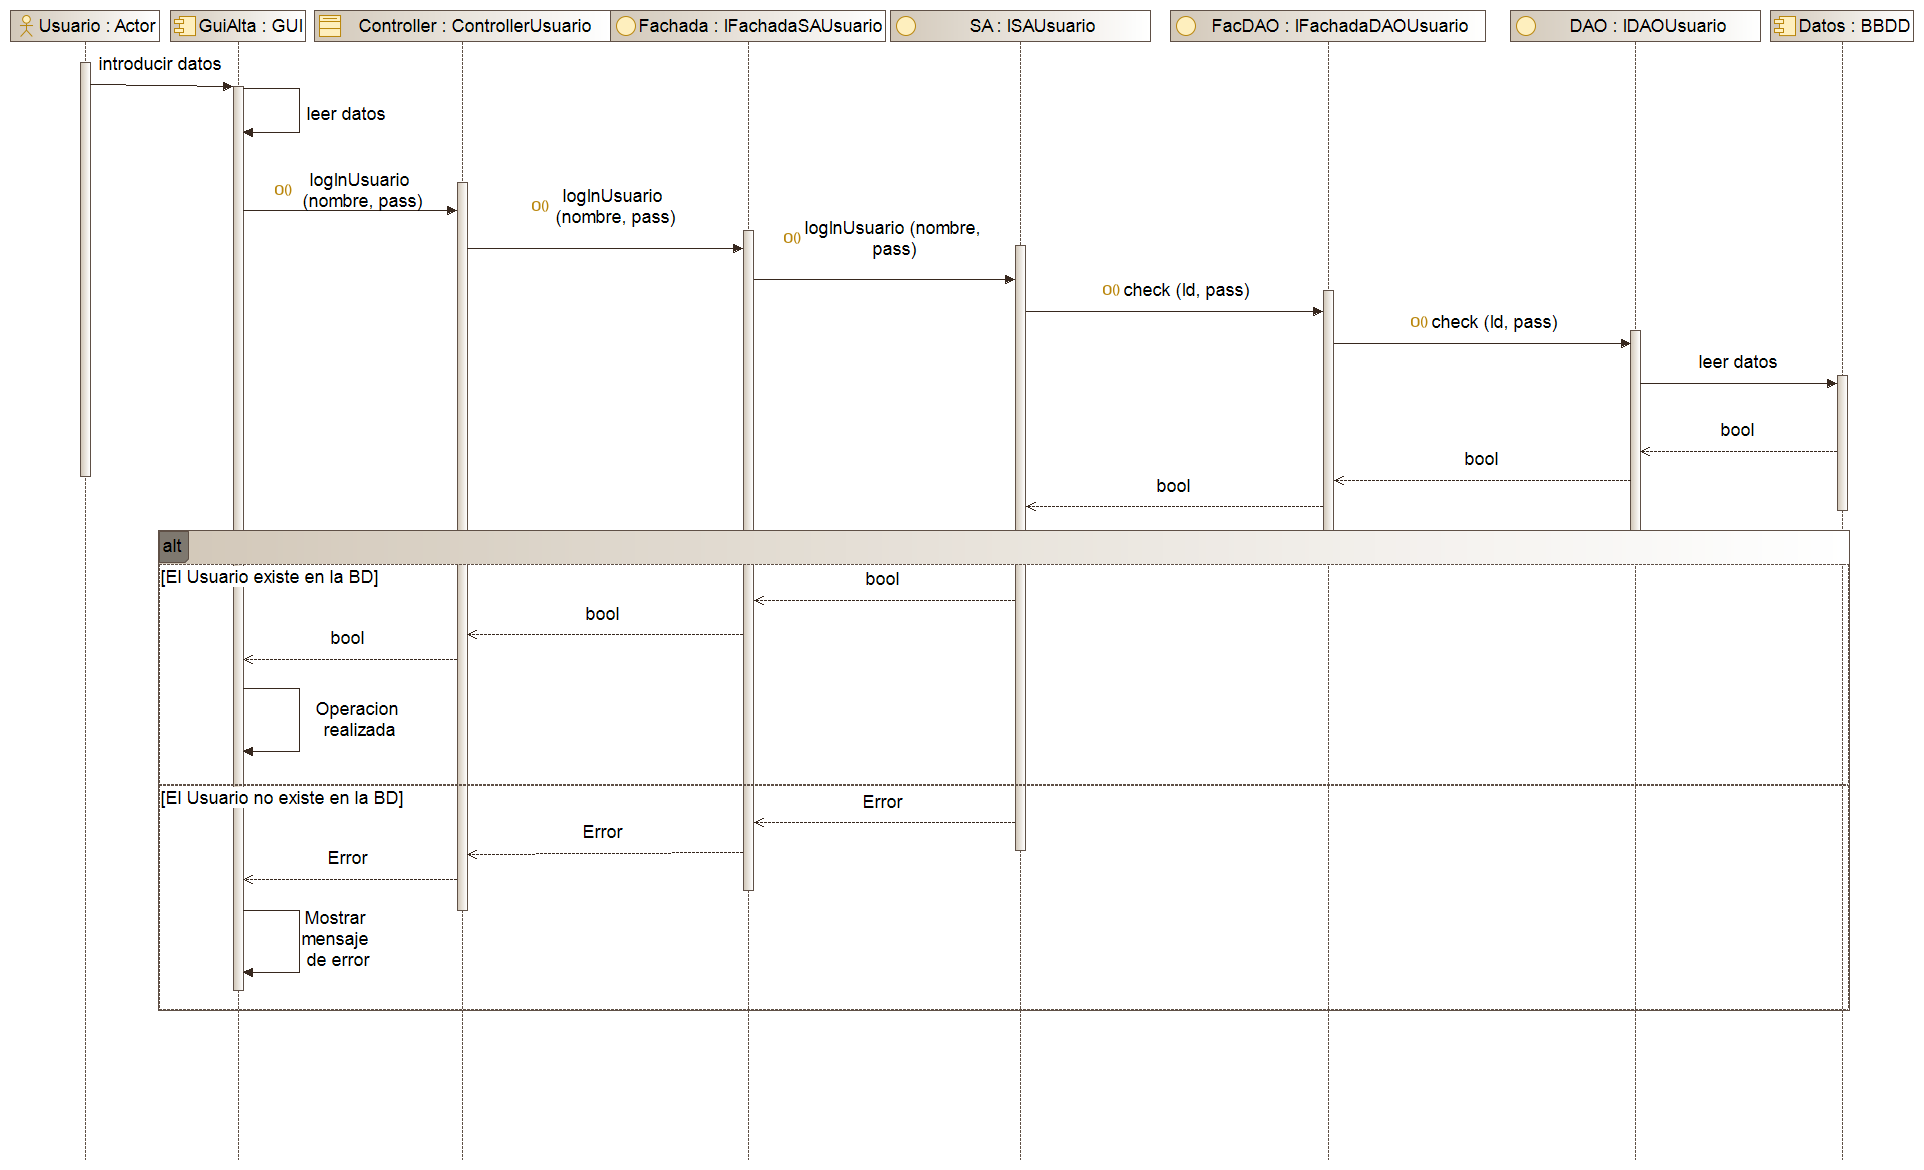 Usuario : Actor
GuiAlta : GUI
Controller : ControllerUsuario
Fachada : IFachadaSAUsuario
SA : ISAUsuario
FacDAO : IFachadaDAOUsuario
DAO : IDAOUsuario
Datos : BBDD
introducir datos
leer datos
O() logInUsuario
(nombre, pass)
O() logInUsuario
(nombre, pass)
O() logInUsuario (nombre,
pass)
O() check (Id, pass)
O() check (Id, pass)
leer datos
bool
bool
bool
alt
[El Usuario existe en la BD]
bool
bool
bool
Operacion
realizada
[El Usuario no existe en la BD]
Error
Error
Error
Mostrar
mensaje
de error